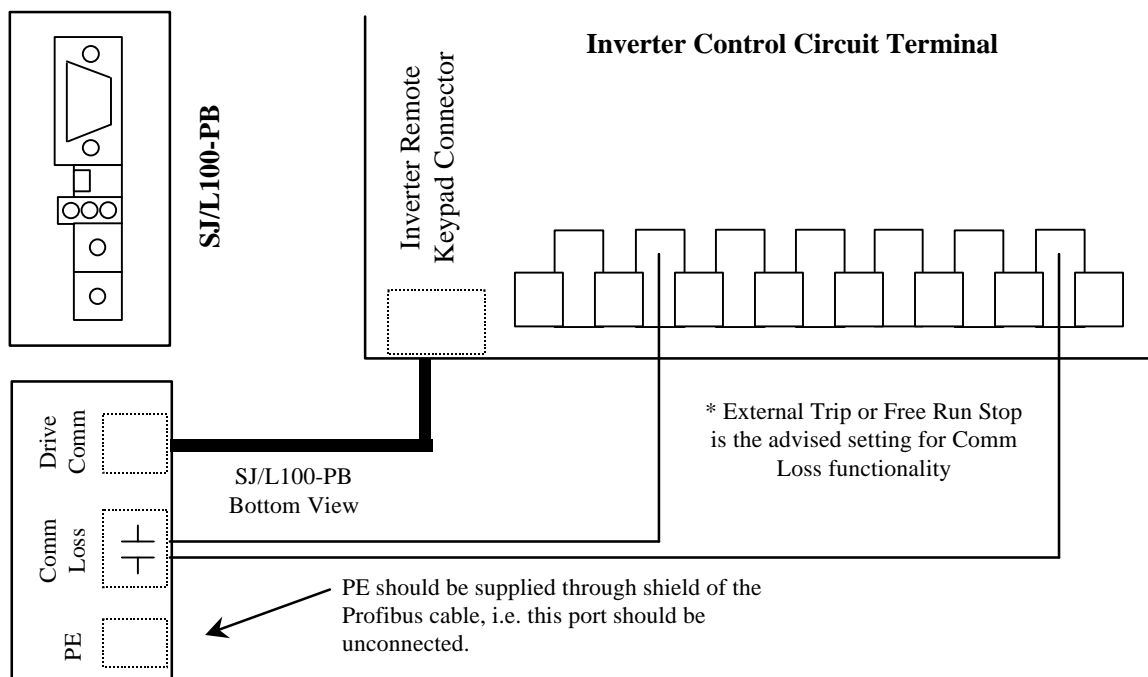 Inverter Control Circuit Terminal
SJ/L100-PB
Inverter Remote
Keypad Connector
* External Trip or Free Run Stop
is the advised setting for Comm
Loss functionality
Drive
Comm
SJ/L100-PB
Bottom View
Comm
Loss
PE should be supplied through shield of the
Profibus cable, i.e. this port should be
unconnected.
PE